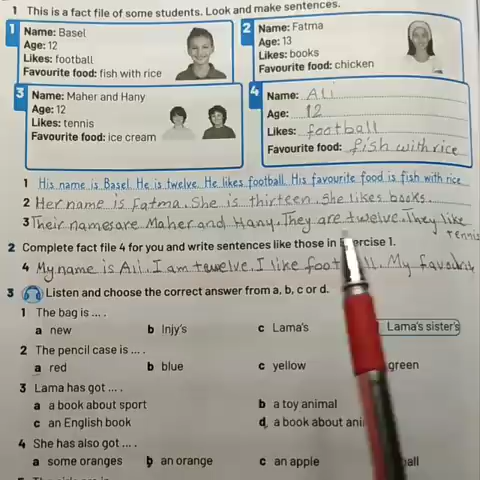 1 This is a fact file of some students. Look and make sentences.
1
Name: Basel
Age: 12
Likes: football
Favourite food: fish with rice
2
Name: Fatma
Age: 13
Likes: books
Favourite food: chicken
3
Name: Maher and Hany
Age: 12
Likes: tennis
Favourite food: ice cream
4
Name: Ali
Age: 12
Likes: football
Favourite food: fish with rice
1 His name is Basel. He is twelve. He likes football. His favourite food is fish with rice
2 Her name is Fatma. She is thirteen. She likes books.
3 Their names are Maher and Hany. They are twelve. They like
tennis
2 Complete fact file 4 for you and write sentences like those in ercise 1.
4 My name is Ali. I am twelve. I like foot ll. My favourite
3 Listen and choose the correct answer from a, b, c or d.
1 The bag is ... .
a new b Injy's c Lama's Lama's sister's
2 The pencil case is ... .
a red b blue c yellow green
3 Lama has got ... .
a a book about sport b a toy animal
c an English book d a book about ani
4 She has also got ... .
a some oranges b an orange c an apple all